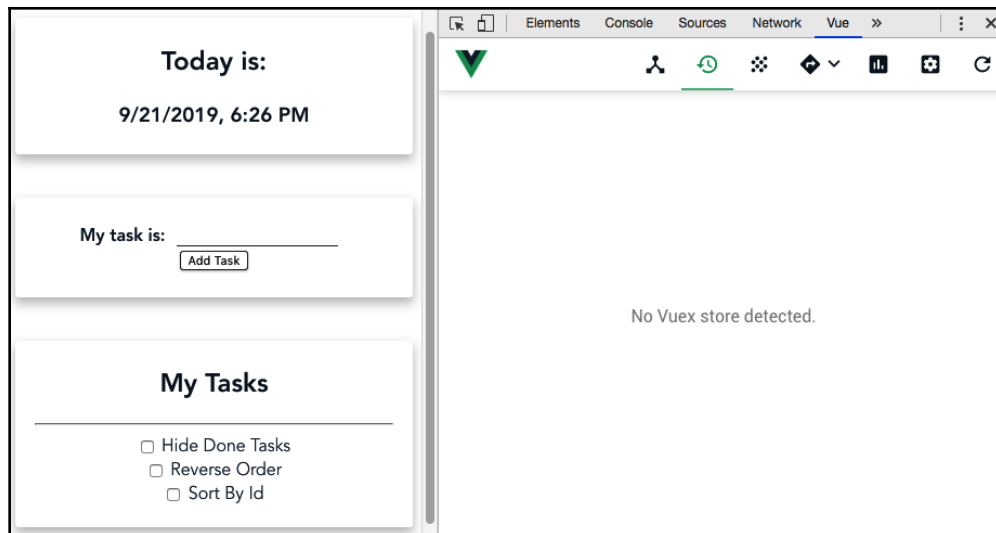 Today is:
9/21/2019, 6:26 PM
My task is:
Add Task
My Tasks
Hide Done Tasks
Reverse Order
Sort By Id
Elements Console Sources Network Vue »
No Vuex store detected.